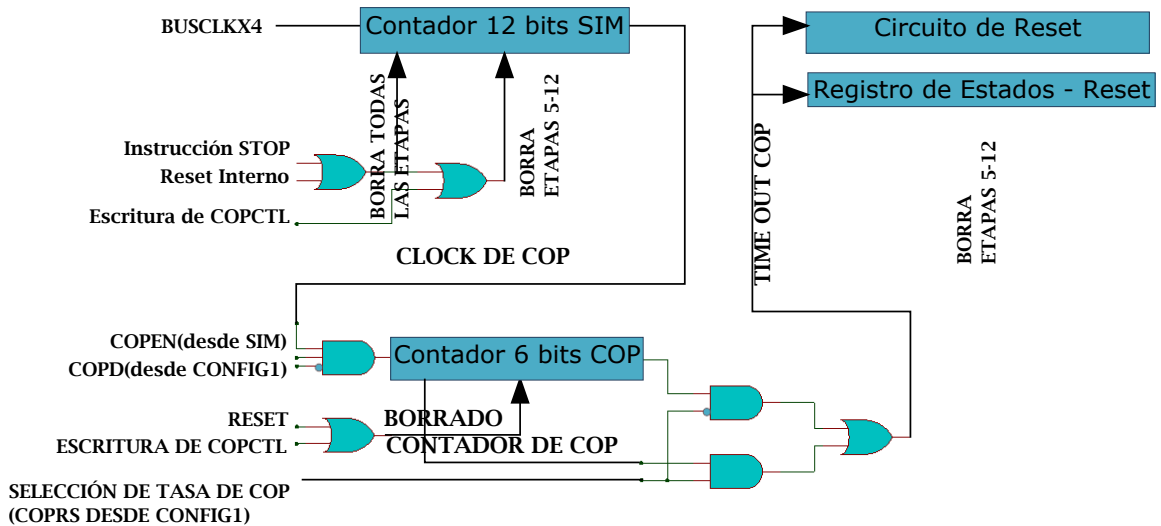 BUSCLKX4
Contador 12 bits SIM
Circuito de Reset
Registro de Estados - Reset
BORRA TODAS
LAS ETAPAS
BORRA
ETAPAS 5-12
Instrucción STOP
Reset Interno
Escritura de COPCTL
CLOCK DE COP
TIME OUT COP
BORRA
ETAPAS 5-12
COPEN(desde SIM)
COPD(desde CONFIG1)
Contador 6 bits COP
RESET
ESCRITURA DE COPCTL
BORRADO
CONTADOR DE COP
SELECCIÓN DE TASA DE COP
(COPRS DESDE CONFIG1)